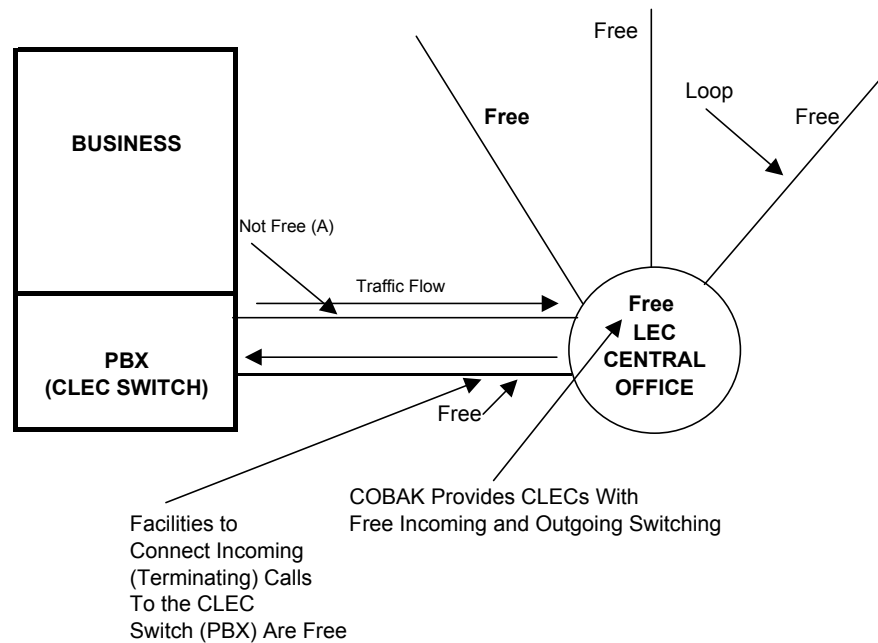 Free
Loop
Free
Free
BUSINESS
Not Free (A)
Traffic Flow
Free
LEC
CENTRAL
OFFICE
PBX
(CLEC SWITCH)
Free
COBAK Provides CLECs With
Free Incoming and Outgoing Switching
Facilities to
Connect Incoming
(Terminating) Calls
To the CLEC
Switch (PBX) Are Free